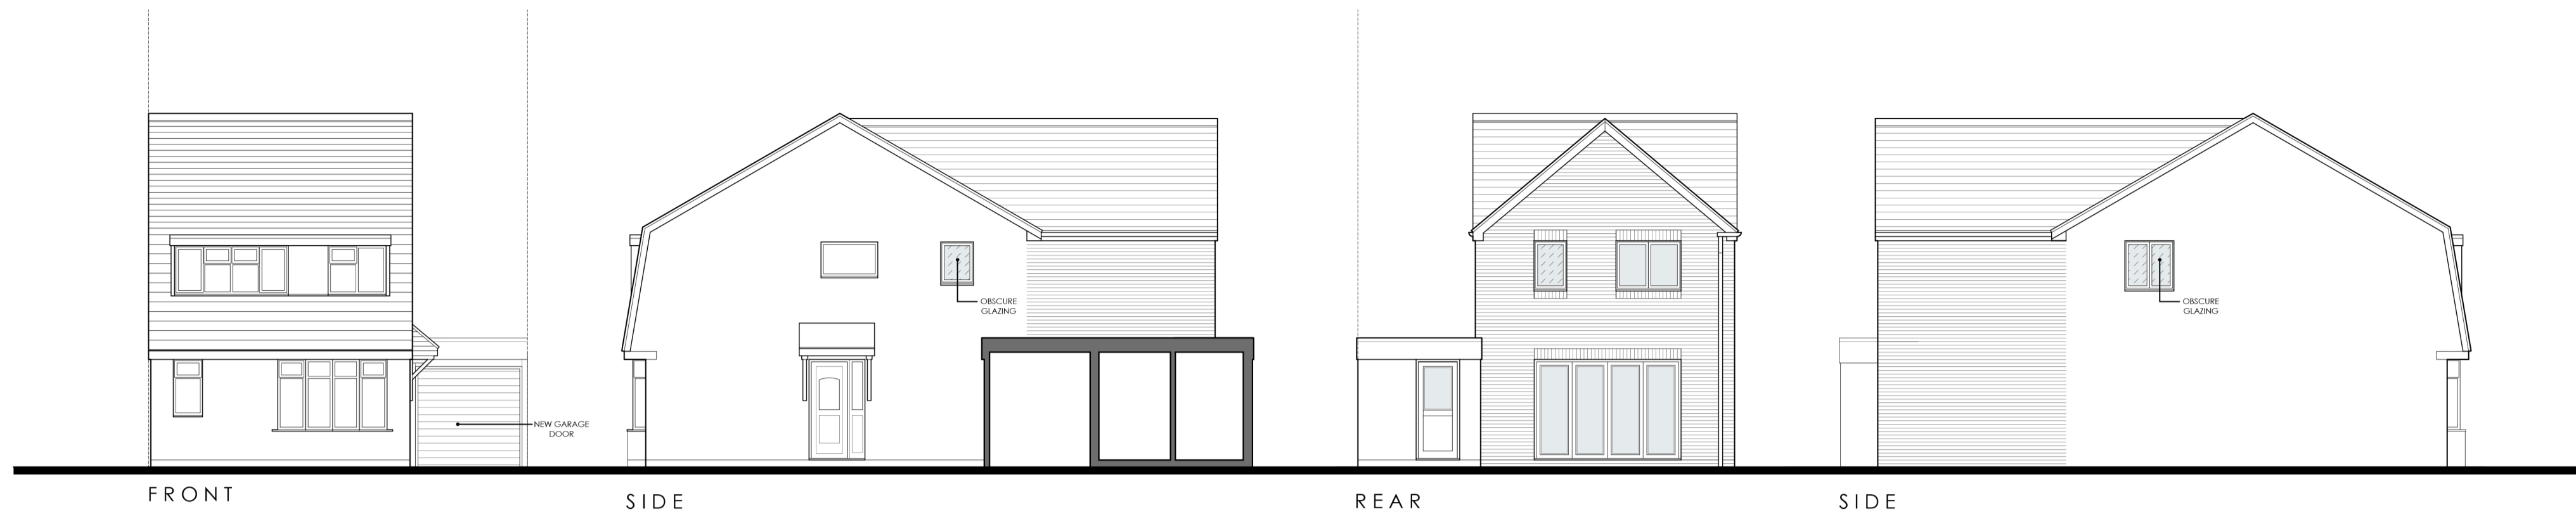 NEW GARAGE
DOOR
FRONT
OBSCURE
GLAZING
SIDE
REAR
OBSCURE
GLAZING
SIDE